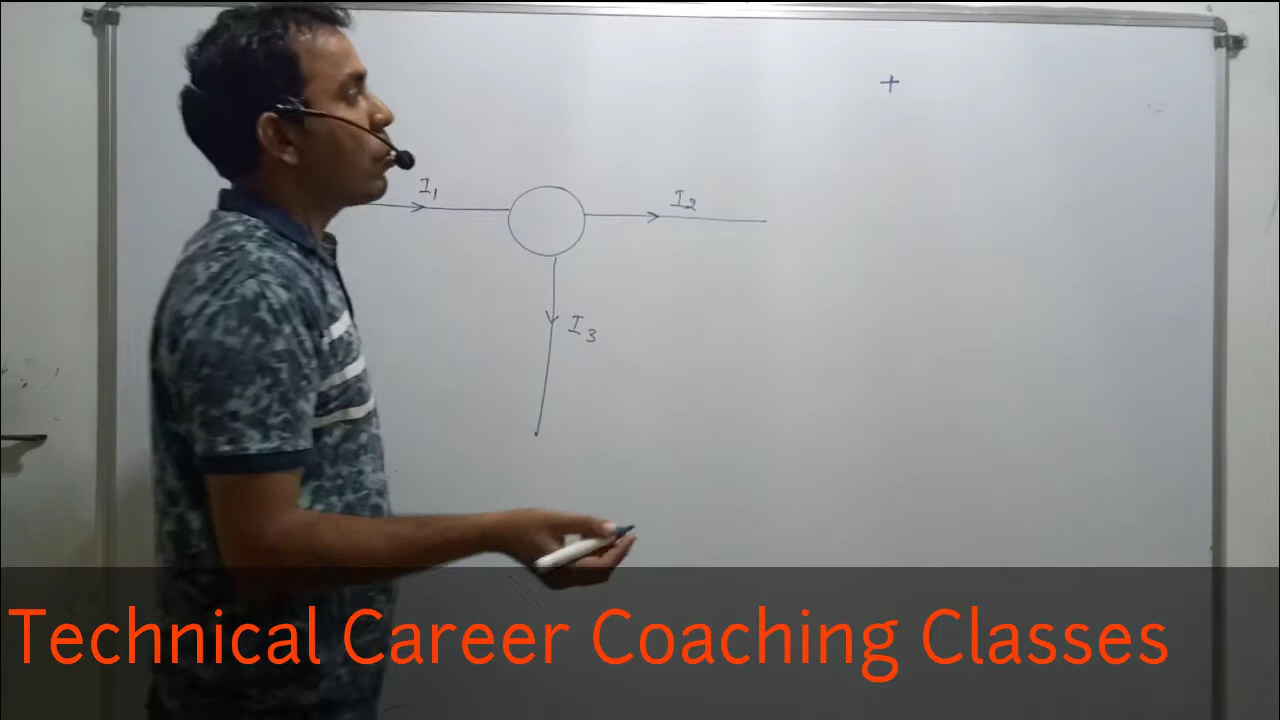 +
I₁
I₂
I₃
Technical Career Coaching Classes